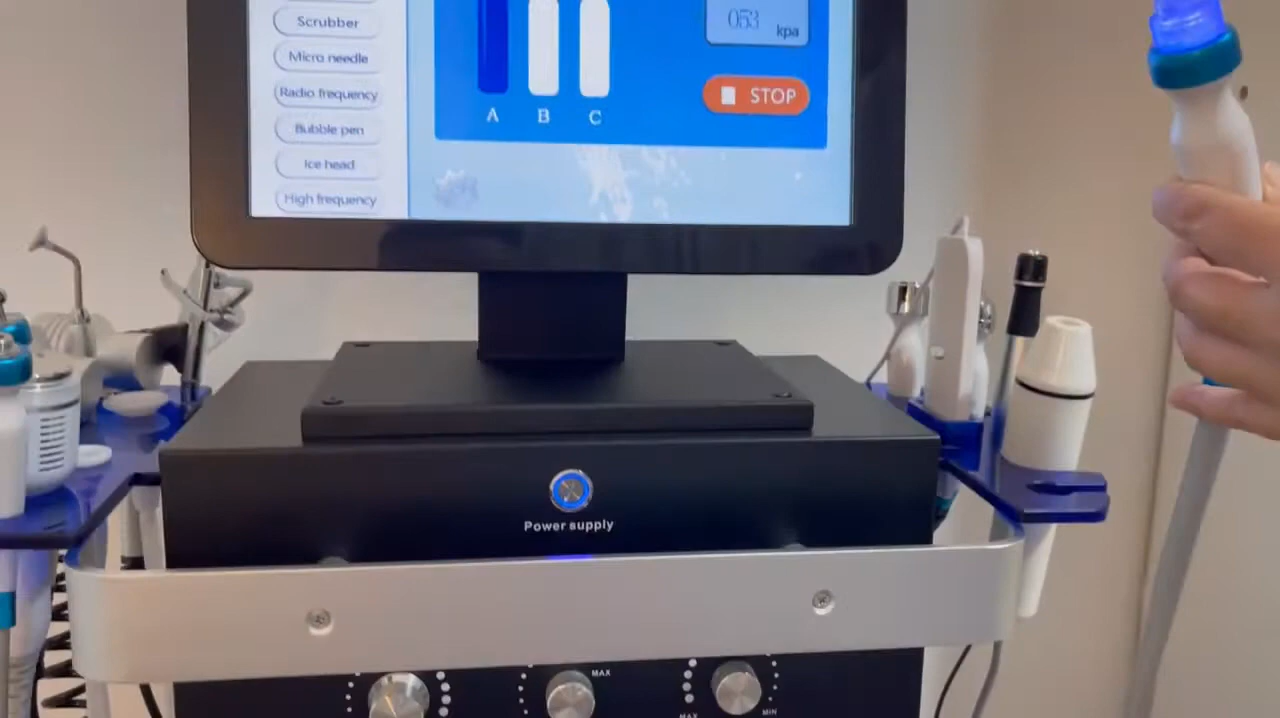 Scrubber
Micro needle
Radio frequency
Bubble pen
Ice head
High frequency
A B C
053
kpa
STOP
Power supply
MAX
MAX
MIN